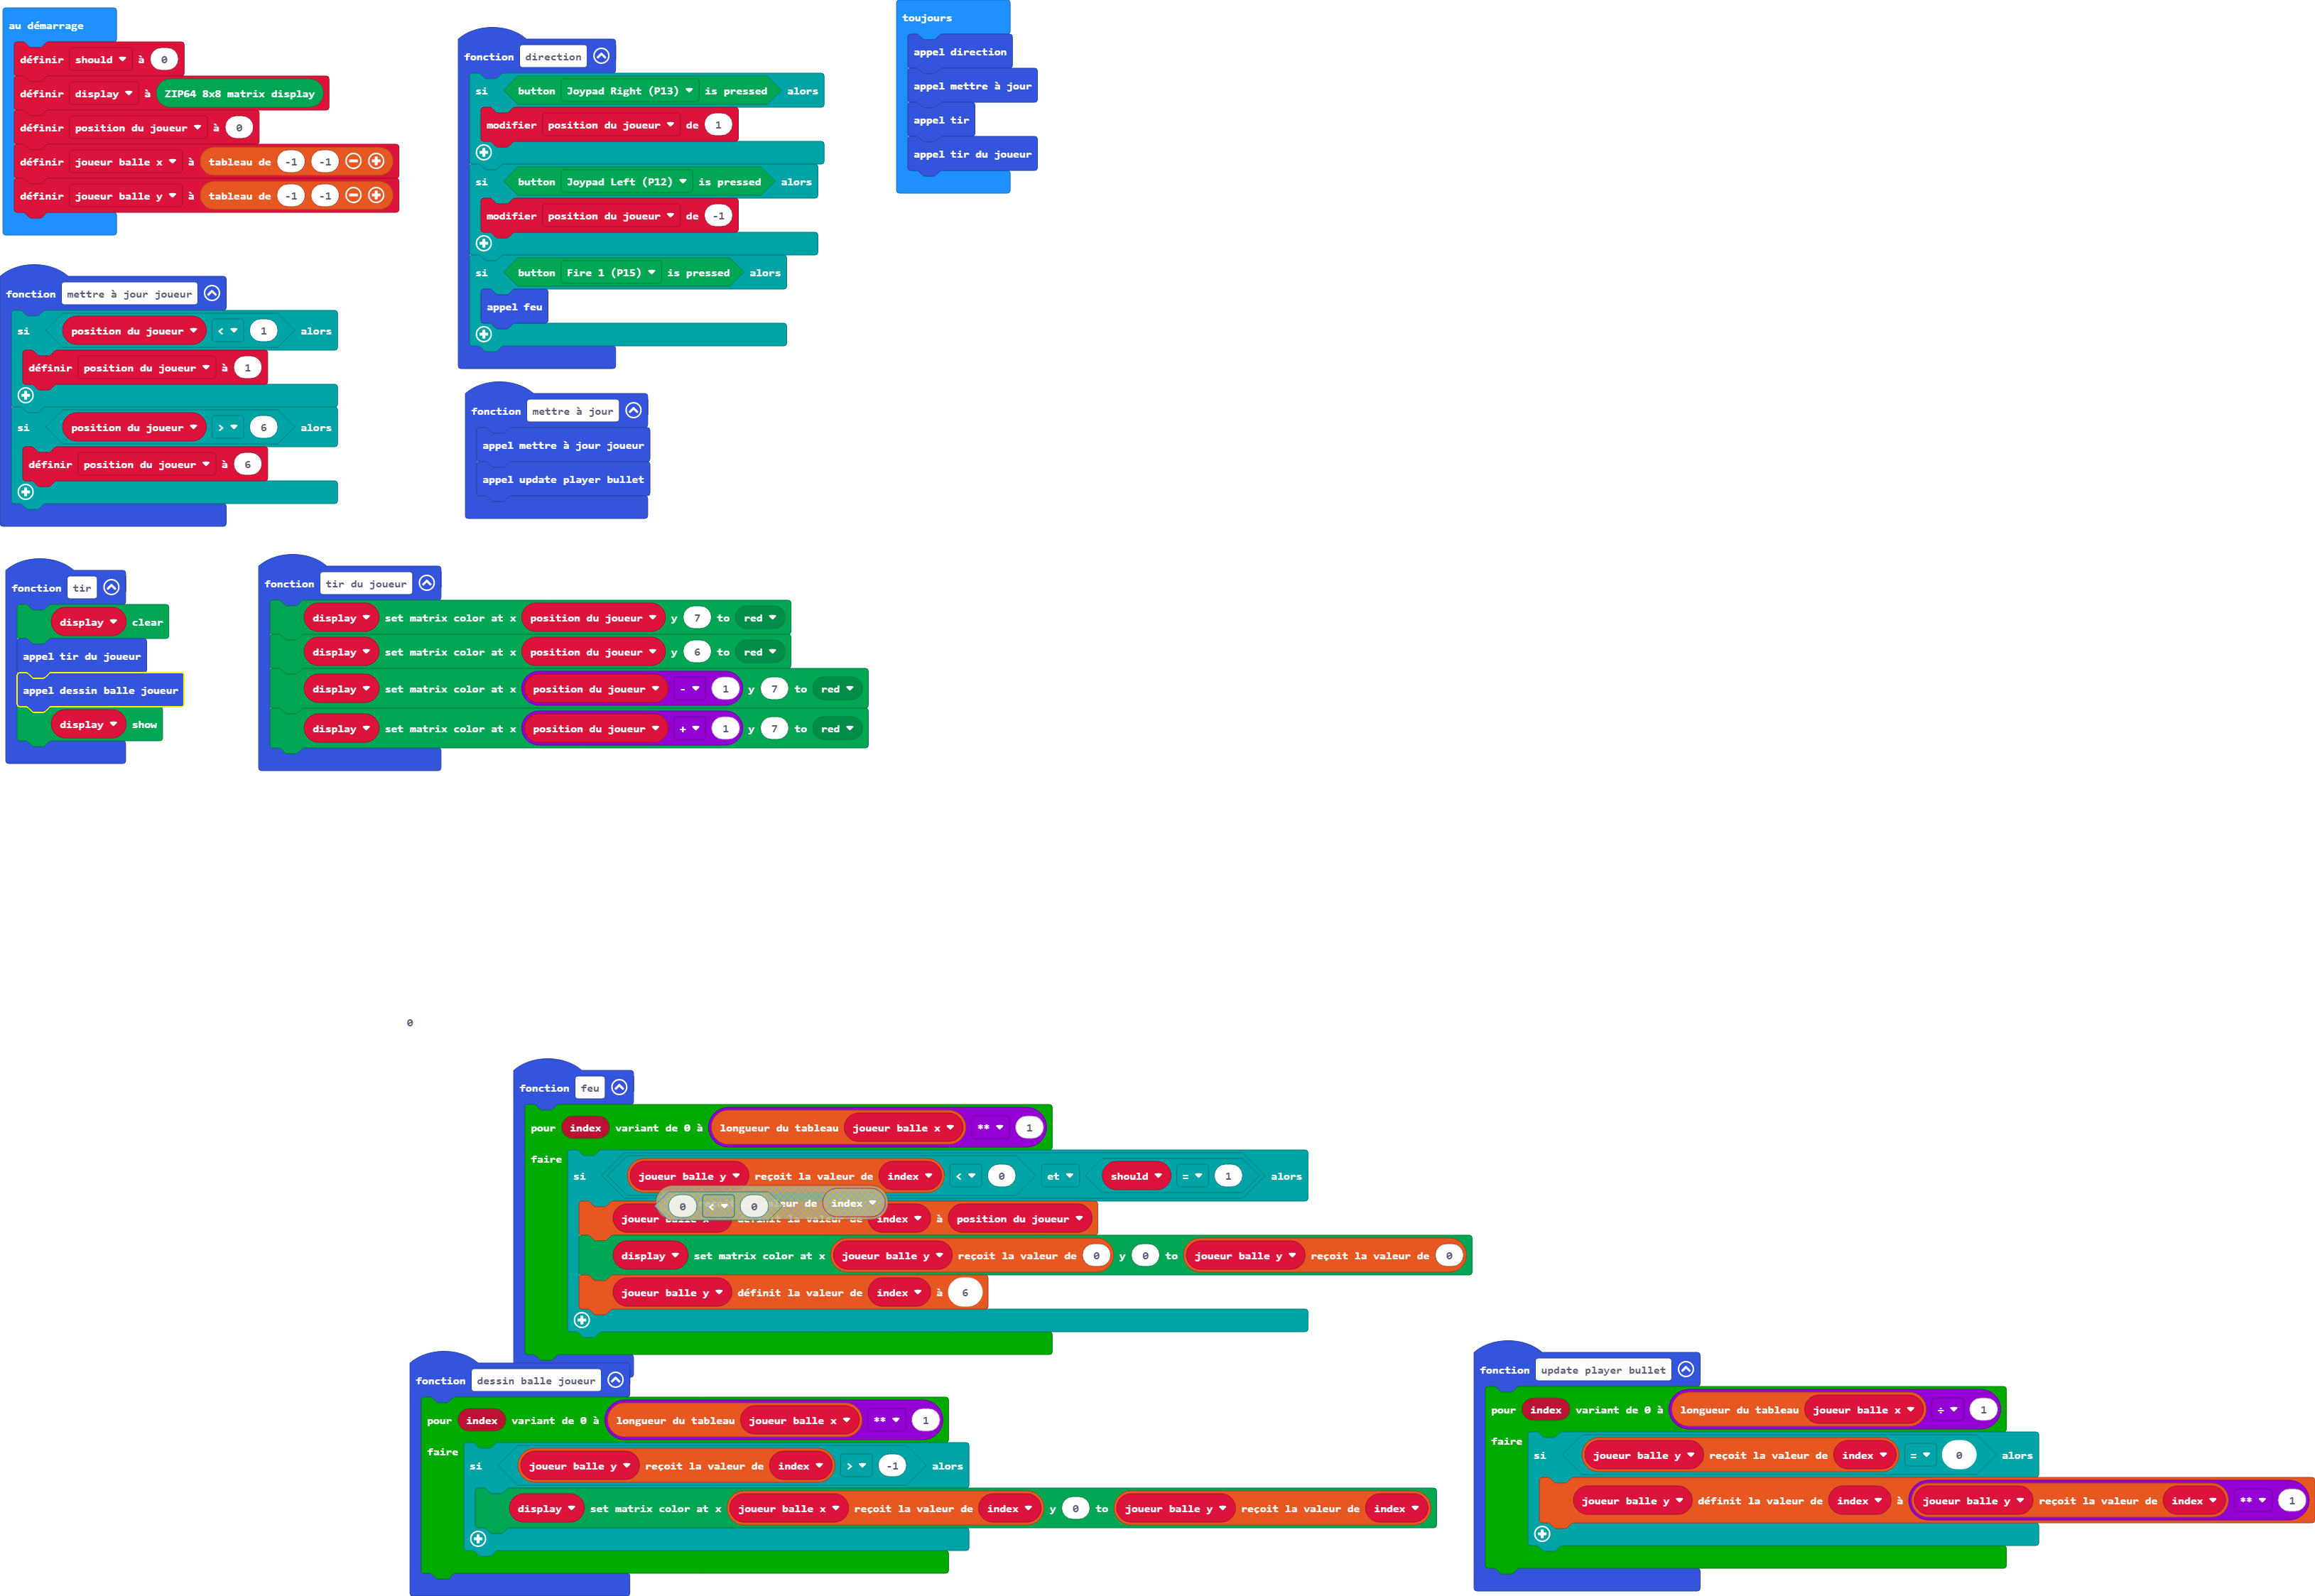 au démarrage
définir should à 0
définir display à ZIP64 8x8 matrix display
définir position du joueur à 0
définir joueur balle x à tableau de -1 -1
définir joueur balle y à tableau de -1 -1
fonction direction
si button Joypad Right (P13) is pressed alors
modifier position du joueur de 1
si button Joypad Left (P12) is pressed alors
modifier position du joueur de -1
si button Fire 1 (P15) is pressed alors
appel feu
toujours
appel direction
appel mettre à jour
appel tir
appel tir du joueur
fonction mettre à jour joueur
si position du joueur < 1 alors
définir position du joueur à 1
si position du joueur > 6 alors
définir position du joueur à 6
fonction mettre à jour
appel mettre à jour joueur
appel update player bullet
fonction tir
display clear
appel tir du joueur
appel dessin balle joueur
display show
fonction tir du joueur
display set matrix color at x position du joueur y 7 to red
display set matrix color at x position du joueur y 6 to red
display set matrix color at x position du joueur - 1 y 7 to red
display set matrix color at x position du joueur + 1 y 7 to red
0
fonction feu
pour index variant de 0 à longueur du tableau joueur balle x ** 1
faire
si joueur balle y reçoit la valeur de index < 0 et should = 1 alors
0 < 0 de index
joueur la valeur de index à position du joueur
display set matrix color at x joueur balle y reçoit la valeur de 0 y 0 to joueur balle y reçoit la valeur de 0
joueur balle y définit la valeur de index à 6
fonction dessin balle joueur
pour index variant de 0 à longueur du tableau joueur balle x ** 1
faire
si joueur balle y reçoit la valeur de index > -1 alors
display set matrix color at x joueur balle x reçoit la valeur de index y 0 to joueur balle y reçoit la valeur de index
fonction update player bullet
pour index variant de 0 à longueur du tableau joueur balle x ÷ 1
faire
si joueur balle y reçoit la valeur de index = 0 alors
joueur balle y définit la valeur de index à joueur balle y reçoit la valeur de index ** 1